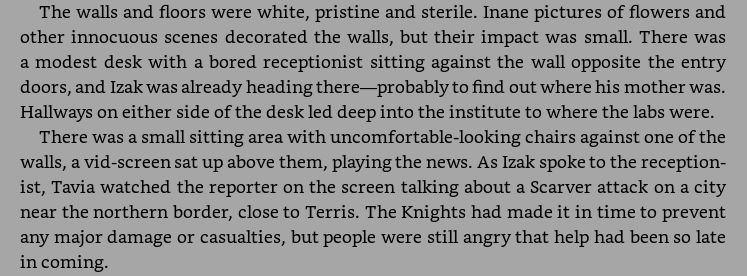 The walls and floors were white, pristine and sterile. Inane pictures of flowers and
other innocuous scenes decorated the walls, but their impact was small. There was
a modest desk with a bored receptionist sitting against the wall opposite the entry
doors, and Izak was already heading there—probably to find out where his mother was.
Hallways on either side of the desk led deep into the institute to where the labs were.
There was a small sitting area with uncomfortable-looking chairs against one of the
walls, a vid-screen sat up above them, playing the news. As Izak spoke to the reception-
ist, Tavia watched the reporter on the screen talking about a Scarver attack on a city
near the northern border, close to Terris. The Knights had made it in time to prevent
any major damage or casualties, but people were still angry that help had been so late
in coming.